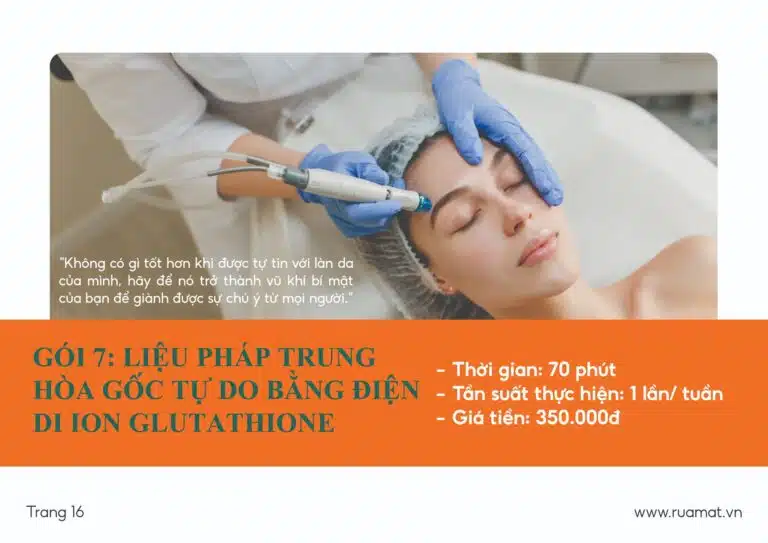 "Không có gì tốt hơn khi được tự tin với làn da
của mình, hãy để nó trở thành vũ khí bí mật
của bạn để giành được sự chú ý từ mọi người."
GÓI 7: LIỆU PHÁP TRUNG
HÒA GỐC TỰ DO BẰNG ĐIỆN
DI ION GLUTATHIONE
- Thời gian: 70 phút
- Tần suất thực hiện: 1 lần/ tuần
- Giá tiền: 350.000đ
Trang 16
www.ruamat.vn